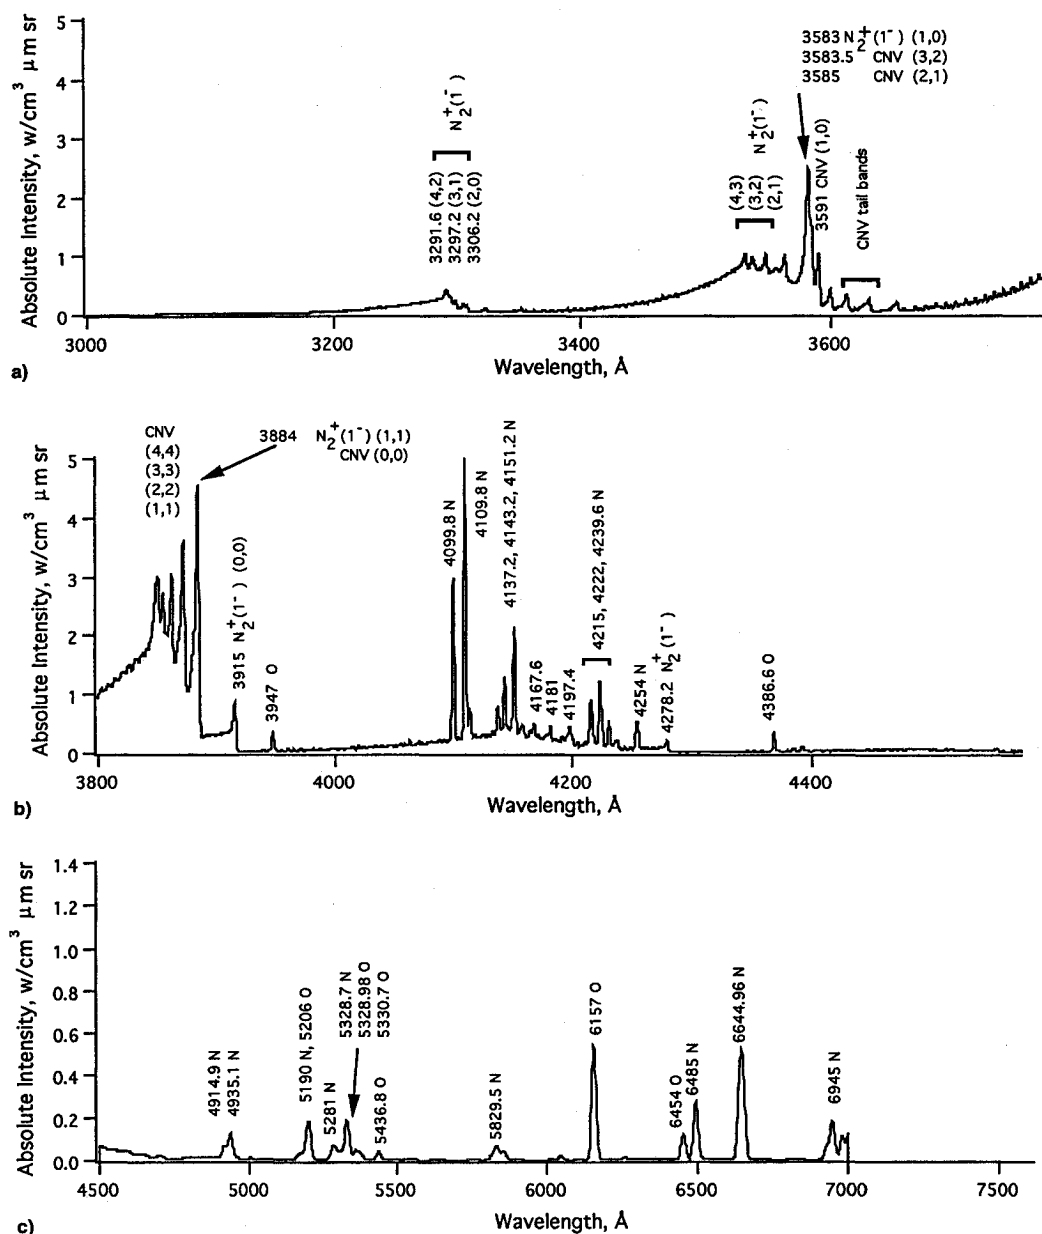 5
4
3
2
1
0
Absolute Intensity, w/cm³ μm sr
3291.6 (4,2)
3297.2 (3,1)
3306.2 (2,0)
N₂⁺(1⁻)
(4,3)
(3,2)
(2,1)
N₂⁺(1⁻)
3583 N₂⁺(1⁻) (1,0)
3583.5 CNV (3,2)
3585 CNV (2,1)
3591 CNV (1,0)
CNV tail bands
3000 3200 3400 3600
Wavelength, Å
a)
5
4
3
2
1
0
Absolute Intensity, w/cm³ μm sr
CNV
(4,4)
(3,3)
(2,2)
(1,1)
3884 N₂⁺(1⁻) (1,1)
CNV (0,0)
3915 N₂⁺(1⁻) (0,0)
3947 O
4099.8 N
4109.8 N
4137.2, 4143.2, 4151.2 N
4167.6
4181
4197.4
4215, 4222, 4239.6 N
4254 N
4278.2 N₂⁺(1⁻)
4386.6 O
3800 4000 4200 4400
Wavelength, Å
b)
1.4
1.2
1.0
0.8
0.6
0.4
0.2
0.0
Absolute Intensity, w/cm³ μm sr
4914.9 N
4935.1 N
5190 N, 5206 O
5281 N
5328.7 N
5328.98 O
5330.7 O
5436.8 O
5829.5 N
6157 O
6454 O
6485 N
6644.96 N
6945 N
4500 5000 5500 6000 6500 7000 7500
Wavelength, Å
c)